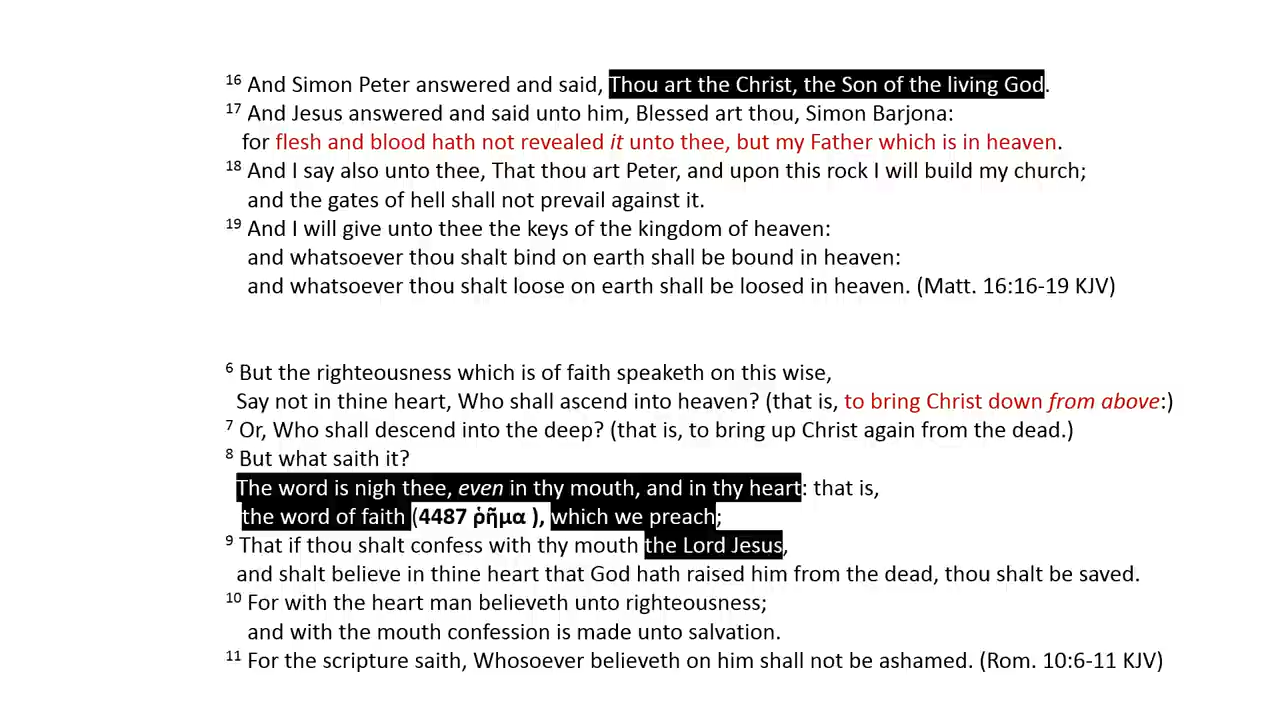 16 And Simon Peter answered and said, Thou art the Christ, the Son of the living God.
17 And Jesus answered and said unto him, Blessed art thou, Simon Barjona:
for flesh and blood hath not revealed it unto thee, but my Father which is in heaven.
18 And I say also unto thee, That thou art Peter, and upon this rock I will build my church;
and the gates of hell shall not prevail against it.
19 And I will give unto thee the keys of the kingdom of heaven:
and whatsoever thou shalt bind on earth shall be bound in heaven:
and whatsoever thou shalt loose on earth shall be loosed in heaven. (Matt. 16:16-19 KJV)
6 But the righteousness which is of faith speaketh on this wise,
Say not in thine heart, Who shall ascend into heaven? (that is, to bring Christ down from above:)
7 Or, Who shall descend into the deep? (that is, to bring up Christ again from the dead.)
8 But what saith it?
The word is nigh thee, even in thy mouth, and in thy heart: that is,
the word of faith (4487 ῥῆμα ), which we preach;
9 That if thou shalt confess with thy mouth the Lord Jesus,
and shalt believe in thine heart that God hath raised him from the dead, thou shalt be saved.
10 For with the heart man believeth unto righteousness;
and with the mouth confession is made unto salvation.
11 For the scripture saith, Whosoever believeth on him shall not be ashamed. (Rom. 10:6-11 KJV)